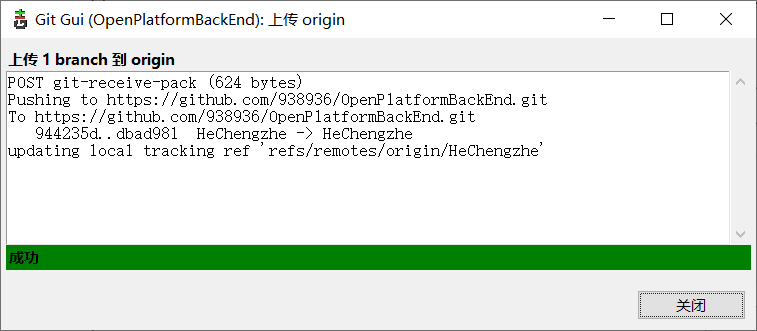 Git Gui (OpenPlatformBackEnd): 上传 origin
上传 1 branch 到 origin
POST git-receive-pack (624 bytes)
Pushing to https://github.com/938936/OpenPlatformBackEnd.git
To https://github.com/938936/OpenPlatformBackEnd.git
   944235d..dbad981  HeChengzhe -> HeChengzhe
updating local tracking ref 'refs/remotes/origin/HeChengzhe'
成功
关闭